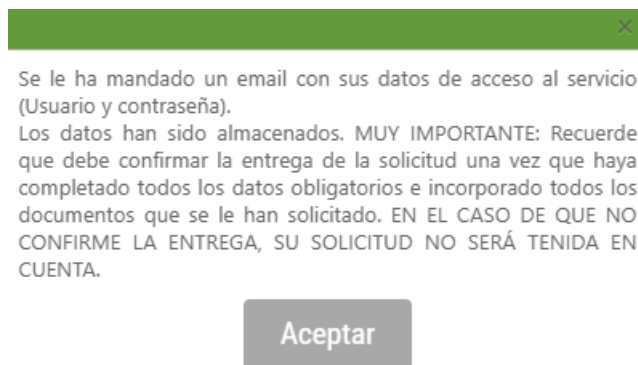 Se le ha mandado un email con sus datos de acceso al servicio
(Usuario y contraseña).
Los datos han sido almacenados. MUY IMPORTANTE: Recuerde
que debe confirmar la entrega de la solicitud una vez que haya
completado todos los datos obligatorios e incorporado todos los
documentos que se le han solicitado. EN EL CASO DE QUE NO
CONFIRME LA ENTREGA, SU SOLICITUD NO SERÁ TENIDA EN
CUENTA.
Aceptar